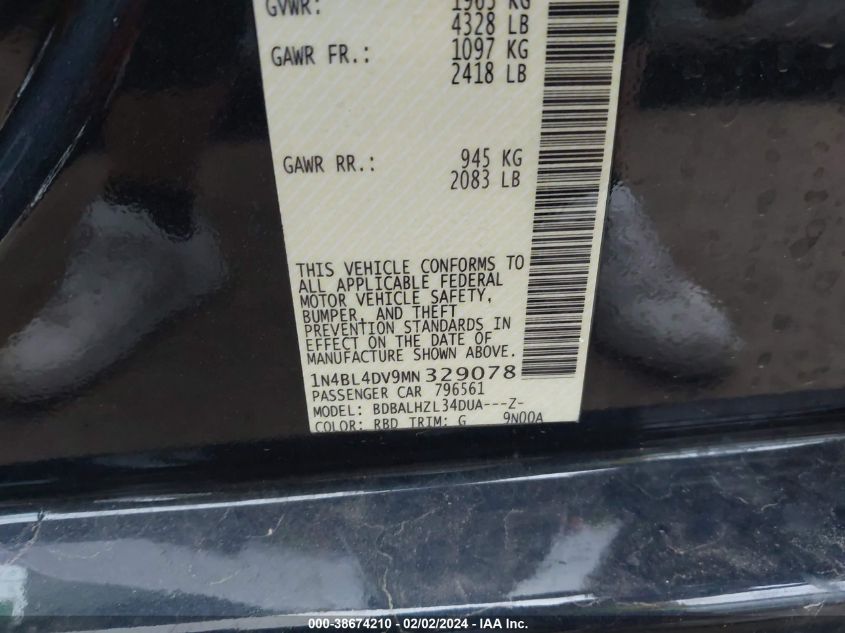 GVWR: 1963 KG
4328 LB
GAWR FR.: 1097 KG
2418 LB
GAWR RR.: 945 KG
2083 LB
THIS VEHICLE CONFORMS TO
ALL APPLICABLE FEDERAL
MOTOR VEHICLE SAFETY,
BUMPER, AND THEFT
PREVENTION STANDARDS IN
EFFECT ON THE DATE OF
MANUFACTURE SHOWN ABOVE.
1N4BL4DV9MN329078
PASSENGER CAR 796561
MODEL: BDBALHZL34DUA---Z-
COLOR: RBD TRIM: G 9N00A
000-38674210 - 02/02/2024 - IAA Inc.